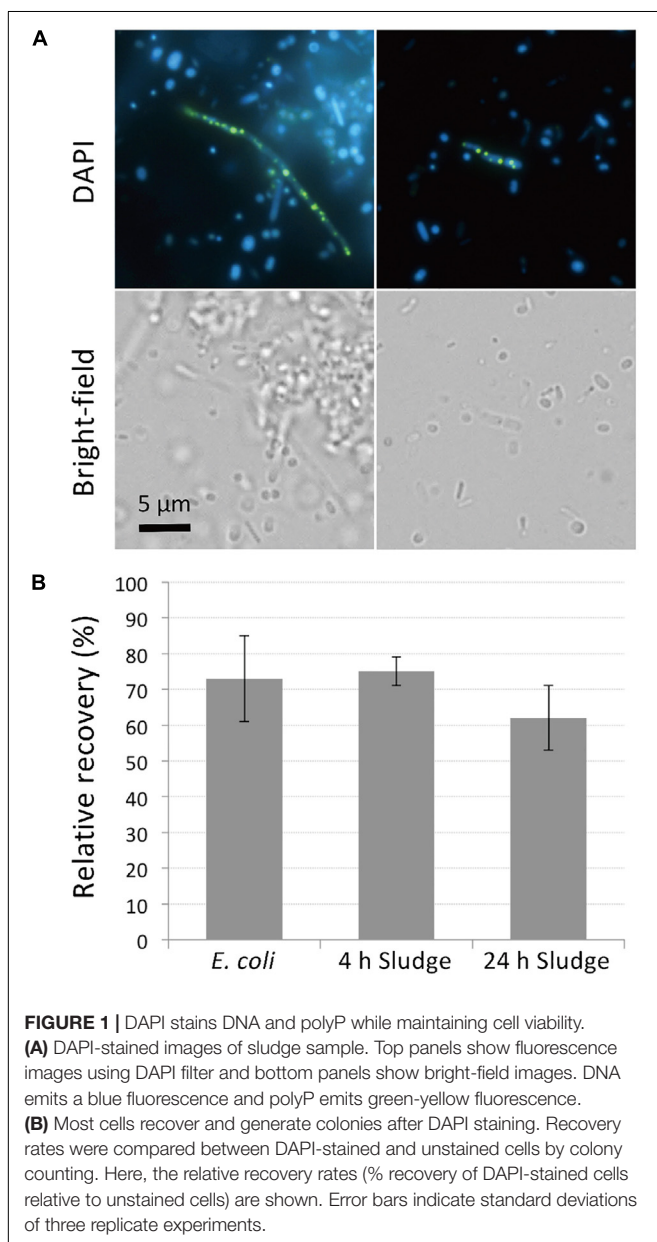 A
DAPI
Bright-field
5 µm
B
Relative recovery (%)
100
90
80
70
60
50
40
30
20
10
0
E. coli
4 h Sludge
24 h Sludge
FIGURE 1 | DAPI stains DNA and polyP while maintaining cell viability.
(A) DAPI-stained images of sludge sample. Top panels show fluorescence
images using DAPI filter and bottom panels show bright-field images. DNA
emits a blue fluorescence and polyP emits green-yellow fluorescence.
(B) Most cells recover and generate colonies after DAPI staining. Recovery
rates were compared between DAPI-stained and unstained cells by colony
counting. Here, the relative recovery rates (% recovery of DAPI-stained cells
relative to unstained cells) are shown. Error bars indicate standard deviations
of three replicate experiments.